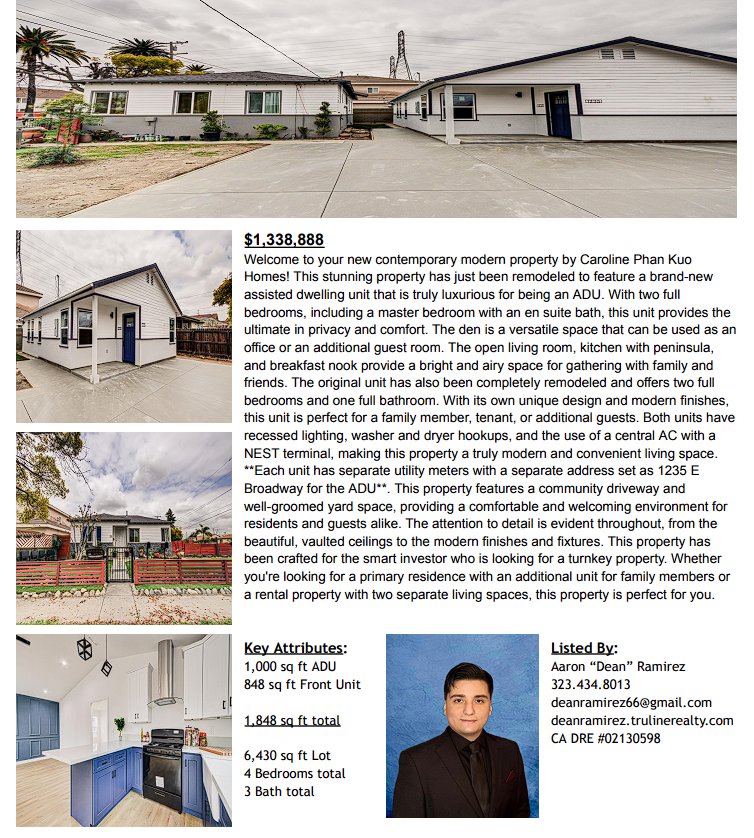 $1,338,888
Welcome to your new contemporary modern property by Caroline Phan Kuo
Homes! This stunning property has just been remodeled to feature a brand-new
assisted dwelling unit that is truly luxurious for being an ADU. With two full
bedrooms, including a master bedroom with an en suite bath, this unit provides the
ultimate in privacy and comfort. The den is a versatile space that can be used as an
office or an additional guest room. The open living room, kitchen with peninsula,
and breakfast nook provide a bright and airy space for gathering with family and
friends. The original unit has also been completely remodeled and offers two full
bedrooms and one full bathroom. With its own unique design and modern finishes,
this unit is perfect for a family member, tenant, or additional guests. Both units have
recessed lighting, washer and dryer hookups, and the use of a central AC with a
NEST terminal, making this property a truly modern and convenient living space.
**Each unit has separate utility meters with a separate address set as 1235 E
Broadway for the ADU**. This property features a community driveway and
well-groomed yard space, providing a comfortable and welcoming environment for
residents and guests alike. The attention to detail is evident throughout, from the
beautiful, vaulted ceilings to the modern finishes and fixtures. This property has
been crafted for the smart investor who is looking for a turnkey property. Whether
you're looking for a primary residence with an additional unit for family members or
a rental property with two separate living spaces, this property is perfect for you.
Key Attributes:
1,000 sq ft ADU
848 sq ft Front Unit
1,848 sq ft total
6,430 sq ft Lot
4 Bedrooms total
3 Bath total
Listed By:
Aaron “Dean” Ramirez
323.434.8013
deanramirez66@gmail.com
deanramirez.trulinerealty.com
CA DRE #02130598